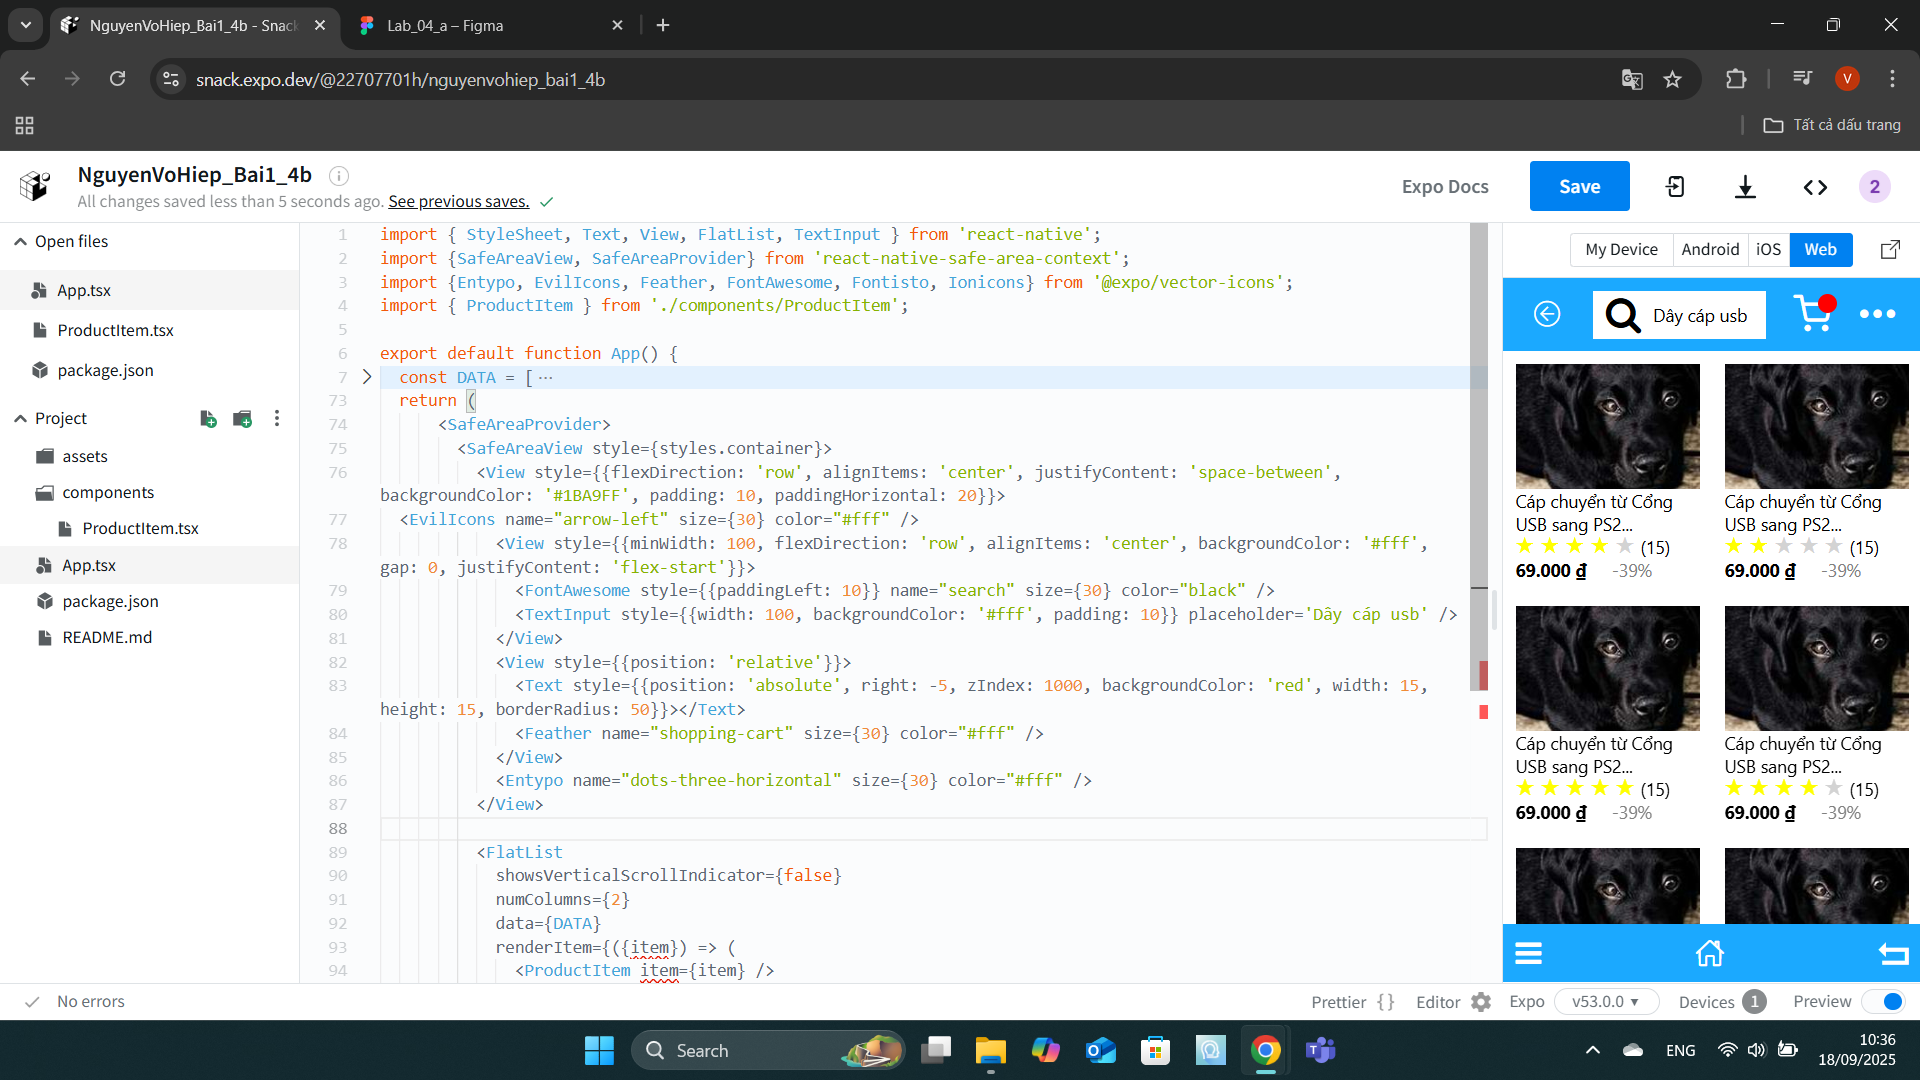 NguyenVoHiep_Bai1_4b - Snack
Lab_04_a – Figma
snack.expo.dev/@22707701h/nguyenvohiep_bai1_4b
V
Tất cả dấu trang
NguyenVoHiep_Bai1_4b
All changes saved less than 5 seconds ago. See previous saves.
Expo Docs
Save
2
Open files
App.tsx
ProductItem.tsx
package.json
Project
assets
components
ProductItem.tsx
App.tsx
package.json
README.md
1 import { StyleSheet, Text, View, FlatList, TextInput } from 'react-native';
2 import {SafeAreaView, SafeAreaProvider} from 'react-native-safe-area-context';
3 import {Entypo, EvilIcons, Feather, FontAwesome, Fontisto, Ionicons} from '@expo/vector-icons';
4 import { ProductItem } from './components/ProductItem';
5
6 export default function App() {
7 const DATA = [ ···
73 return (
74 <SafeAreaProvider>
75 <SafeAreaView style={styles.container}>
76 <View style={{flexDirection: 'row', alignItems: 'center', justifyContent: 'space-between',
backgroundColor: '#1BA9FF', padding: 10, paddingHorizontal: 20}}>
77 <EvilIcons name="arrow-left" size={30} color="#fff" />
78 <View style={{minWidth: 100, flexDirection: 'row', alignItems: 'center', backgroundColor: '#fff',
gap: 0, justifyContent: 'flex-start'}}>
79 <FontAwesome style={{paddingLeft: 10}} name="search" size={30} color="black" />
80 <TextInput style={{width: 100, backgroundColor: '#fff', padding: 10}} placeholder='Dây cáp usb' />
81 </View>
82 <View style={{position: 'relative'}}>
83 <Text style={{position: 'absolute', right: -5, zIndex: 1000, backgroundColor: 'red', width: 15,
height: 15, borderRadius: 50}}></Text>
84 <Feather name="shopping-cart" size={30} color="#fff" />
85 </View>
86 <Entypo name="dots-three-horizontal" size={30} color="#fff" />
87 </View>
88
89 <FlatList
90 showsVerticalScrollIndicator={false}
91 numColumns={2}
92 data={DATA}
93 renderItem={({item}) => (
94 <ProductItem item={item} />
My Device
Android
iOS
Web
Dây cáp usb
Cáp chuyển từ Cổng
USB sang PS2...
(15)
69.000 ₫ -39%
Cáp chuyển từ Cổng
USB sang PS2...
(15)
69.000 ₫ -39%
Cáp chuyển từ Cổng
USB sang PS2...
(15)
69.000 ₫ -39%
Cáp chuyển từ Cổng
USB sang PS2...
(15)
69.000 ₫ -39%
No errors
Prettier { }
Editor
Expo
v53.0.0
Devices 1
Preview
Search
ENG
10:36
18/09/2025